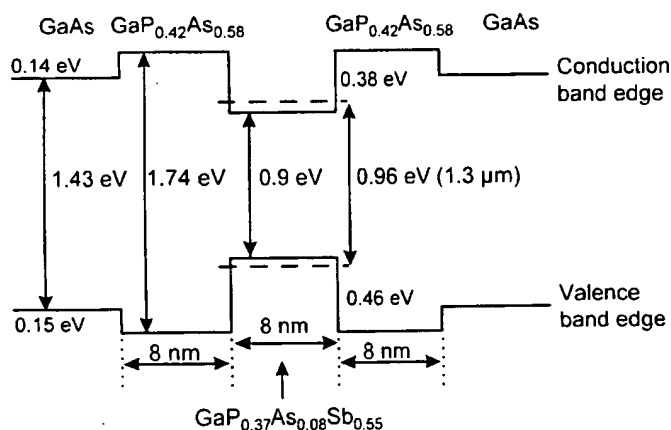 GaAs GaP0.42As0.58 GaP0.42As0.58 GaAs
0.14 eV
0.38 eV
Conduction
band edge
1.43 eV
1.74 eV
0.9 eV
0.96 eV (1.3 µm)
0.15 eV
0.46 eV
Valence
band edge
8 nm
8 nm
8 nm
GaP0.37As0.08Sb0.55